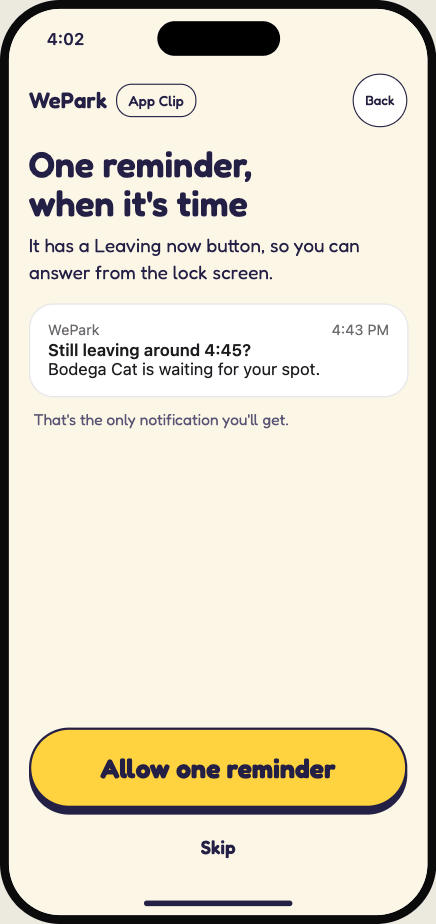 4:02
WePark
App Clip
Back
One reminder,
when it's time
It has a Leaving now button, so you can
answer from the lock screen.
WePark
4:43 PM
Still leaving around 4:45?
Bodega Cat is waiting for your spot.
That's the only notification you'll get.
Allow one reminder
Skip